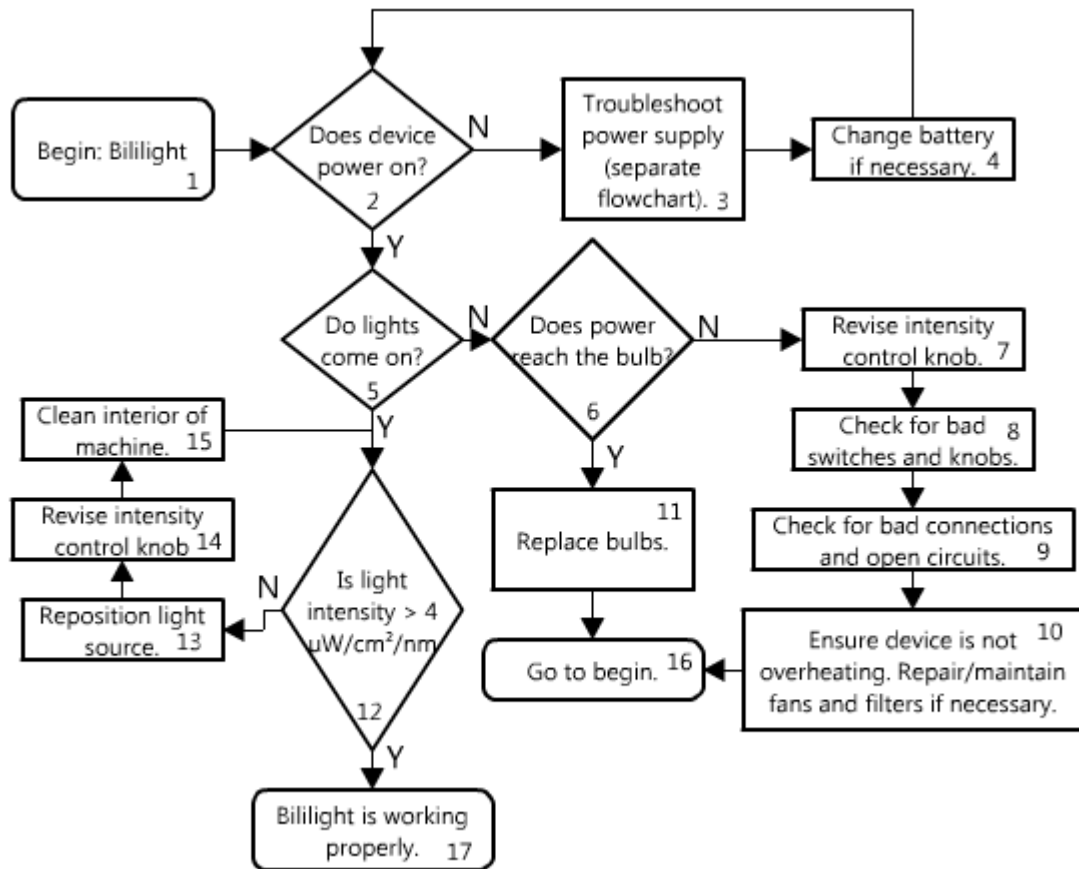 Begin: Bililight
1
Does device
power on?
2
N
Y
Troubleshoot
power supply
(separate
flowchart). 3
Change battery
if necessary. 4
Do lights
come on?
5
N
Y
Does power
reach the bulb?
6
N
Y
Revise intensity
control knob. 7
Check for bad 8
switches and knobs.
Check for bad connections
and open circuits. 9
Ensure device is not 10
overheating. Repair/maintain
fans and filters if necessary.
11
Replace bulbs.
Go to begin. 16
Is light
intensity > 4
µW/cm²/nm
12
N
Y
Reposition light
source. 13
Revise intensity
control knob 14
Clean interior of
machine. 15
Bililight is working
properly. 17